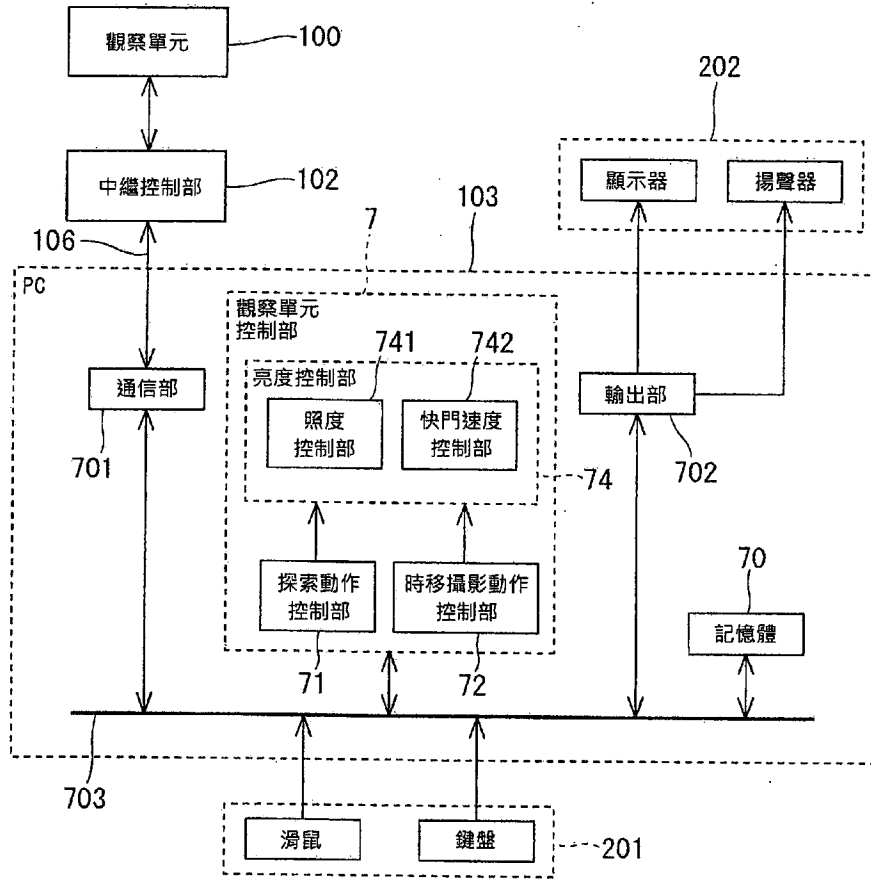 觀察單元
100
202
中繼控制部
102
顯示器
揚聲器
106
7
103
PC
觀察單元
控制部
741
742
亮度控制部
通信部
照度
控制部
快門速度
控制部
輸出部
701
74
702
探索動作
控制部
時移攝影動作
控制部
70
記憶體
71
72
703
滑鼠
鍵盤
201